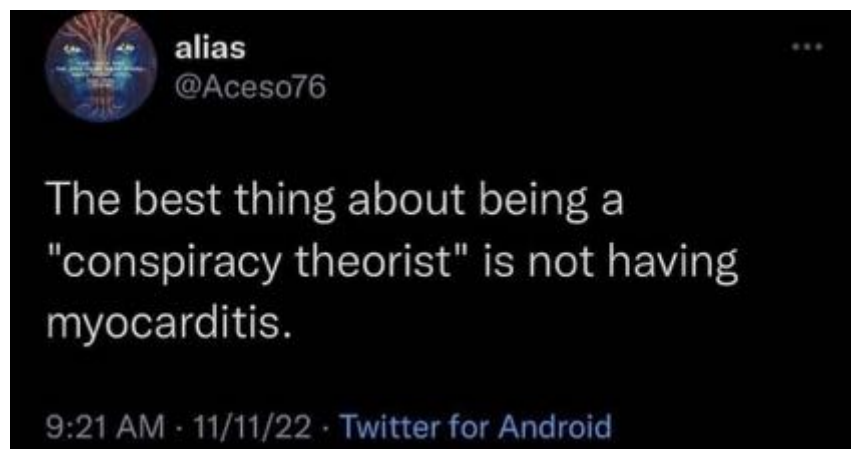 alias
@Aceso76
The best thing about being a
"conspiracy theorist" is not having
myocarditis.
9:21 AM · 11/11/22 · Twitter for Android